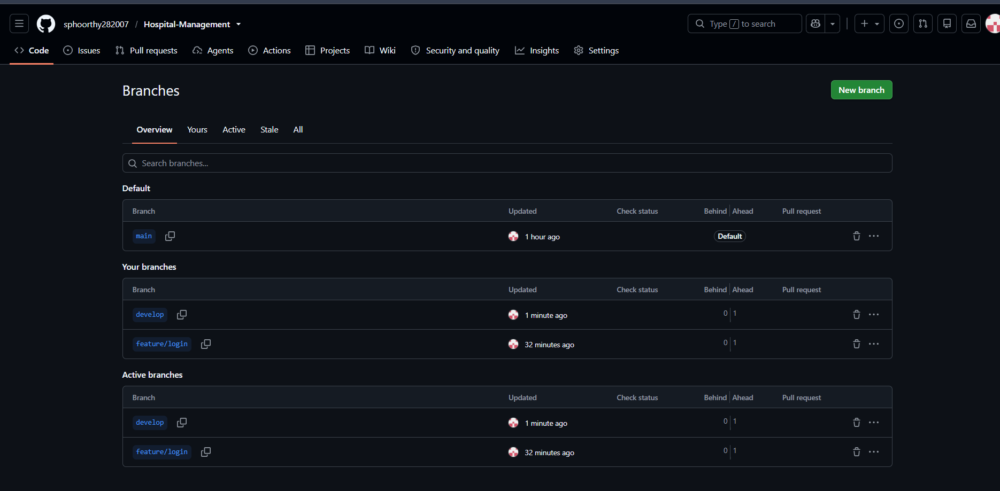 sphoorthy282007 / Hospital-Management
Type / to search
Code Issues Pull requests Agents Actions Projects Wiki Security and quality Insights Settings
Branches
New branch
Overview Yours Active Stale All
Search branches...
Default
Branch Updated Check status Behind Ahead Pull request
main 1 hour ago Default
Your branches
Branch Updated Check status Behind Ahead Pull request
develop 1 minute ago 0 1
feature/login 32 minutes ago 0 1
Active branches
Branch Updated Check status Behind Ahead Pull request
develop 1 minute ago 0 1
feature/login 32 minutes ago 0 1